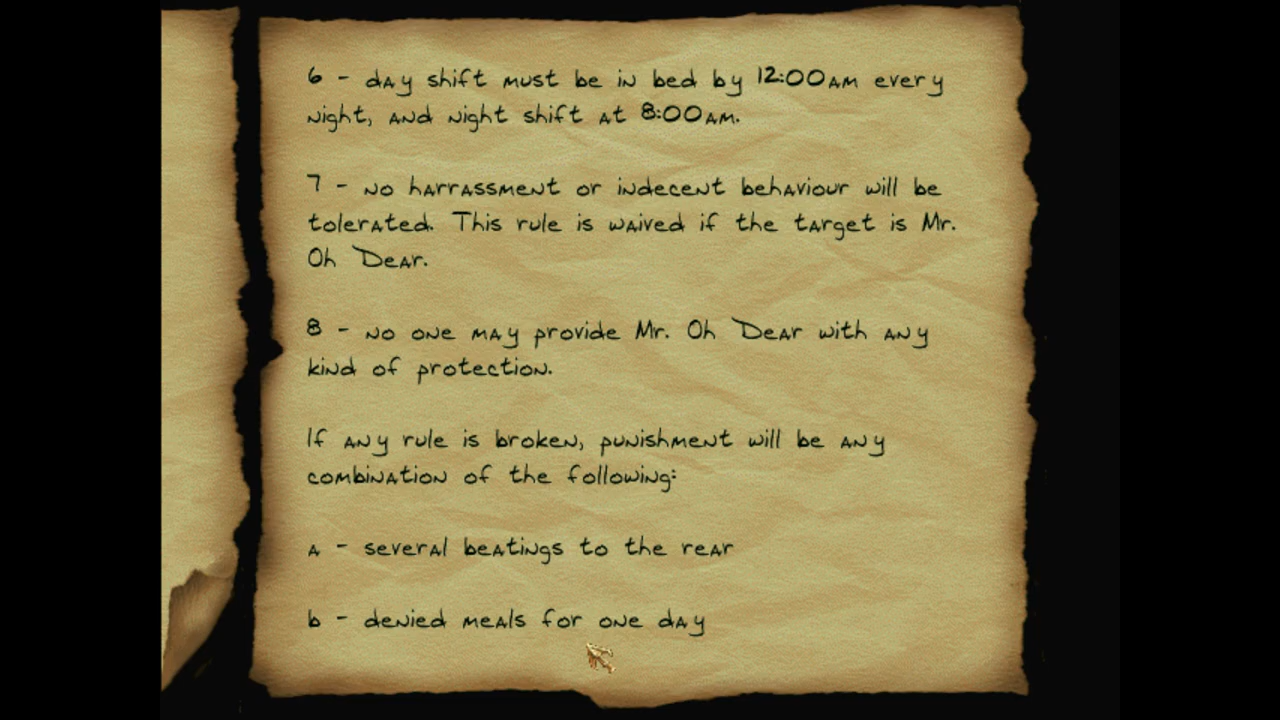 6 - day shift must be in bed by 12:00am every
night, and night shift at 8:00am.
7 - no harrassment or indecent behaviour will be
tolerated. This rule is waived if the target is Mr.
Oh Dear.
8 - no one may provide Mr. Oh Dear with any
kind of protection.
If any rule is broken, punishment will be any
combination of the following:
a - several beatings to the rear
b - denied meals for one day